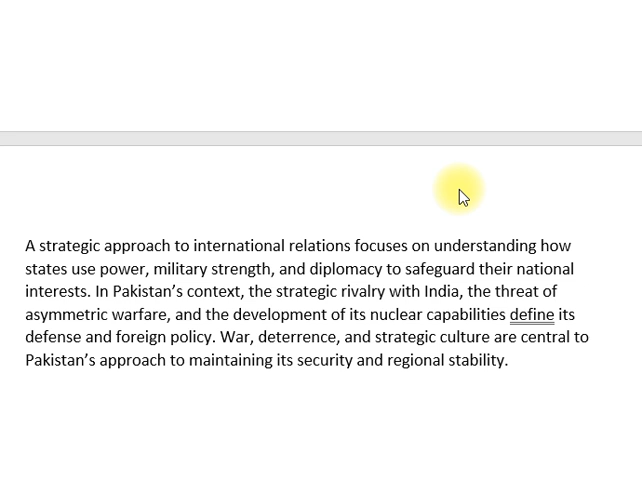 A strategic approach to international relations focuses on understanding how
states use power, military strength, and diplomacy to safeguard their national
interests. In Pakistan’s context, the strategic rivalry with India, the threat of
asymmetric warfare, and the development of its nuclear capabilities define its
defense and foreign policy. War, deterrence, and strategic culture are central to
Pakistan’s approach to maintaining its security and regional stability.